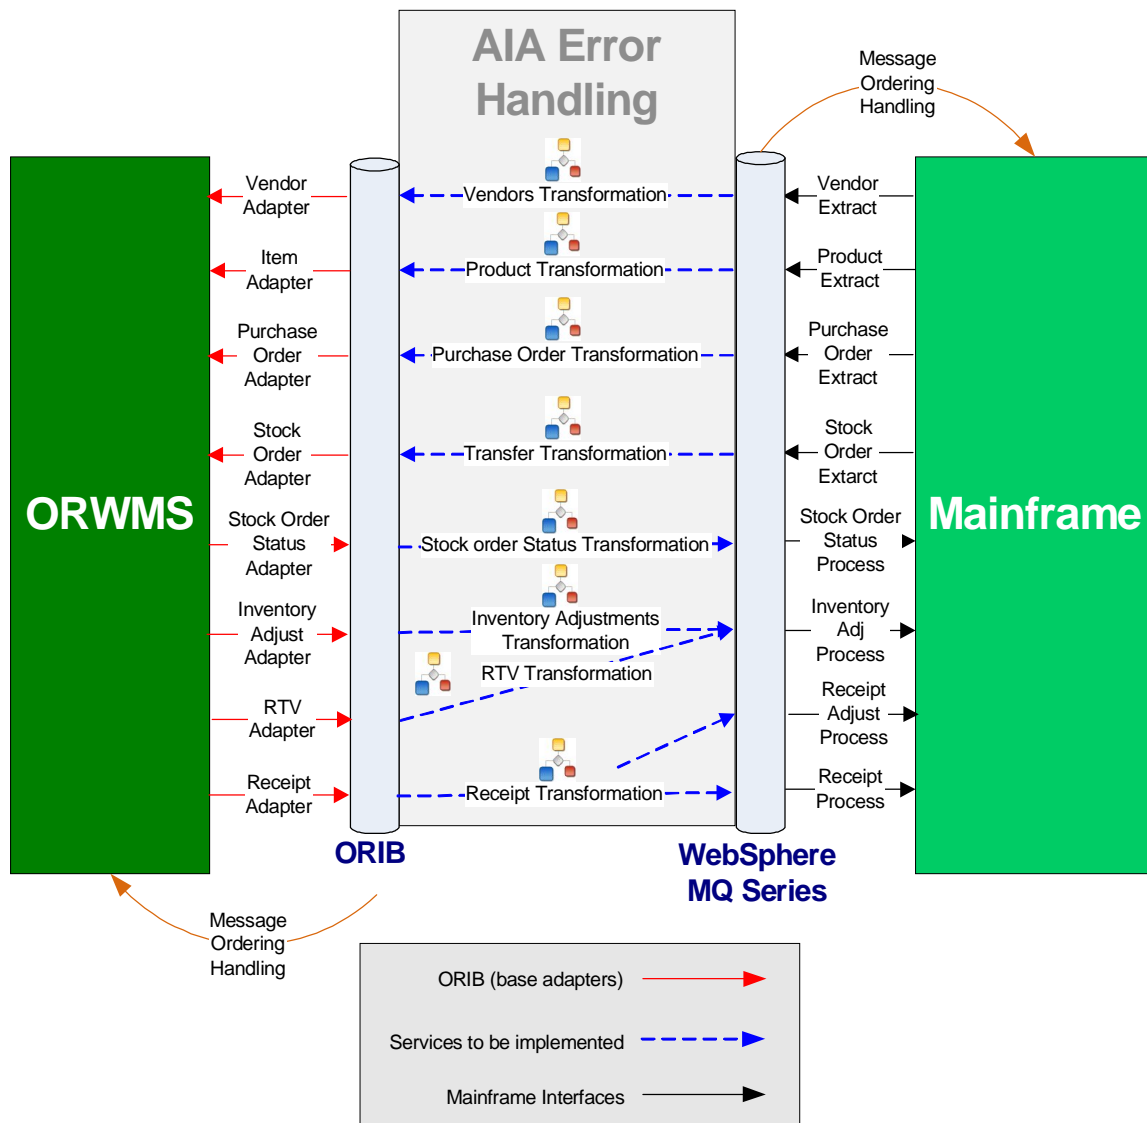 AIA Error
Handling
Message
Ordering
Handling
Vendor
Adapter
Vendors Transformation
Vendor
Extract
Item
Adapter
Product Transformation
Product
Extract
Purchase
Order
Adapter
Purchase Order Transformation
Purchase
Order
Extract
Stock
Order
Adapter
Transfer Transformation
Stock
Order
Extarct
ORWMS
Mainframe
Stock Order
Status
Adapter
Stock order Status Transformation
Stock Order
Status
Process
Inventory
Adjust
Adapter
Inventory Adjustments
Transformation
Inventory
Adj
Process
RTV
Adapter
RTV Transformation
Receipt
Adjust
Process
Receipt
Adapter
Receipt Transformation
Receipt
Process
ORIB
WebSphere
MQ Series
Message
Ordering
Handling
ORIB (base adapters)
Services to be implemented
Mainframe Interfaces